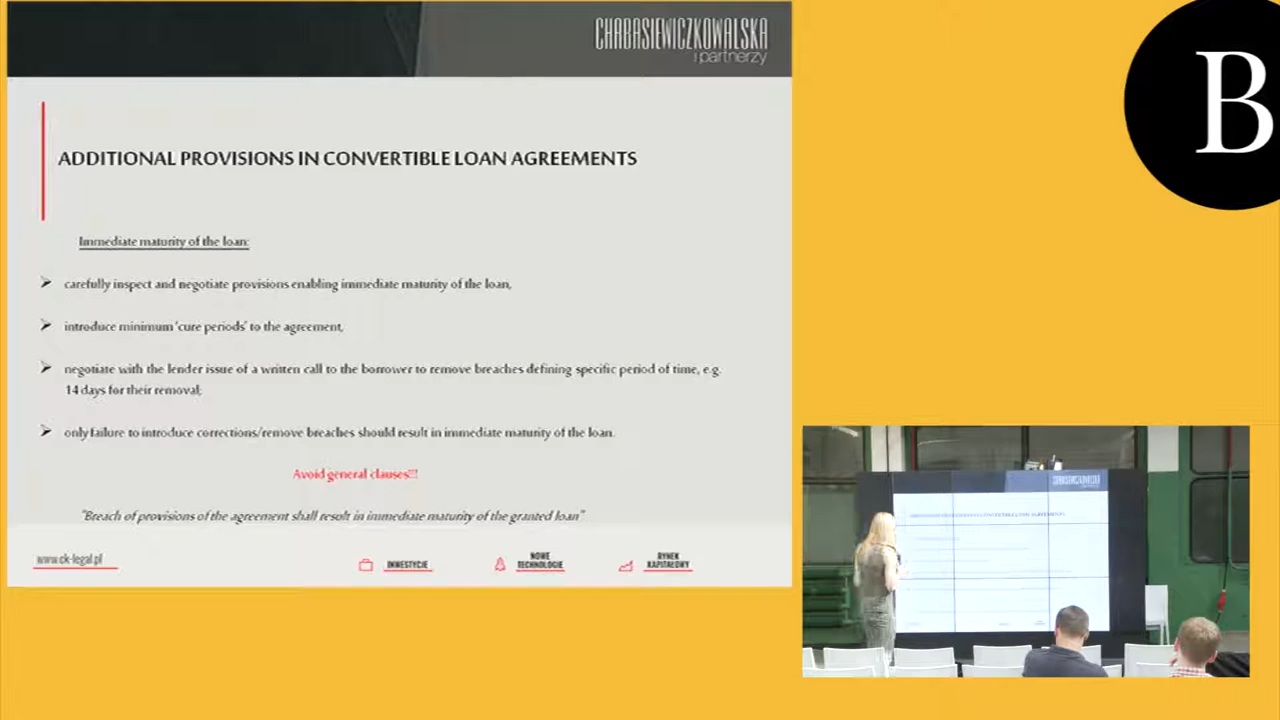 CHABASIEWICZKOWALSKA
i partnerzy
B
ADDITIONAL PROVISIONS IN CONVERTIBLE LOAN AGREEMENTS
Immediate maturity of the loan:
carefully inspect and negotiate provisions enabling immediate maturity of the loan,
introduce minimum 'cure periods' to the agreement,
negotiate with the lender issue of a written call to the borrower to remove breaches defining specific period of time, e.g.
14 days for their removal;
only failure to introduce corrections/remove breaches should result in immediate maturity of the loan.
Avoid general clauses!!!
"Breach of provisions of the agreement shall result in immediate maturity of the granted loan"
www.ck-legal.pl
INWESTYCJE
NOWE
TECHNOLOGIE
RYNEK
KAPITAŁOWY